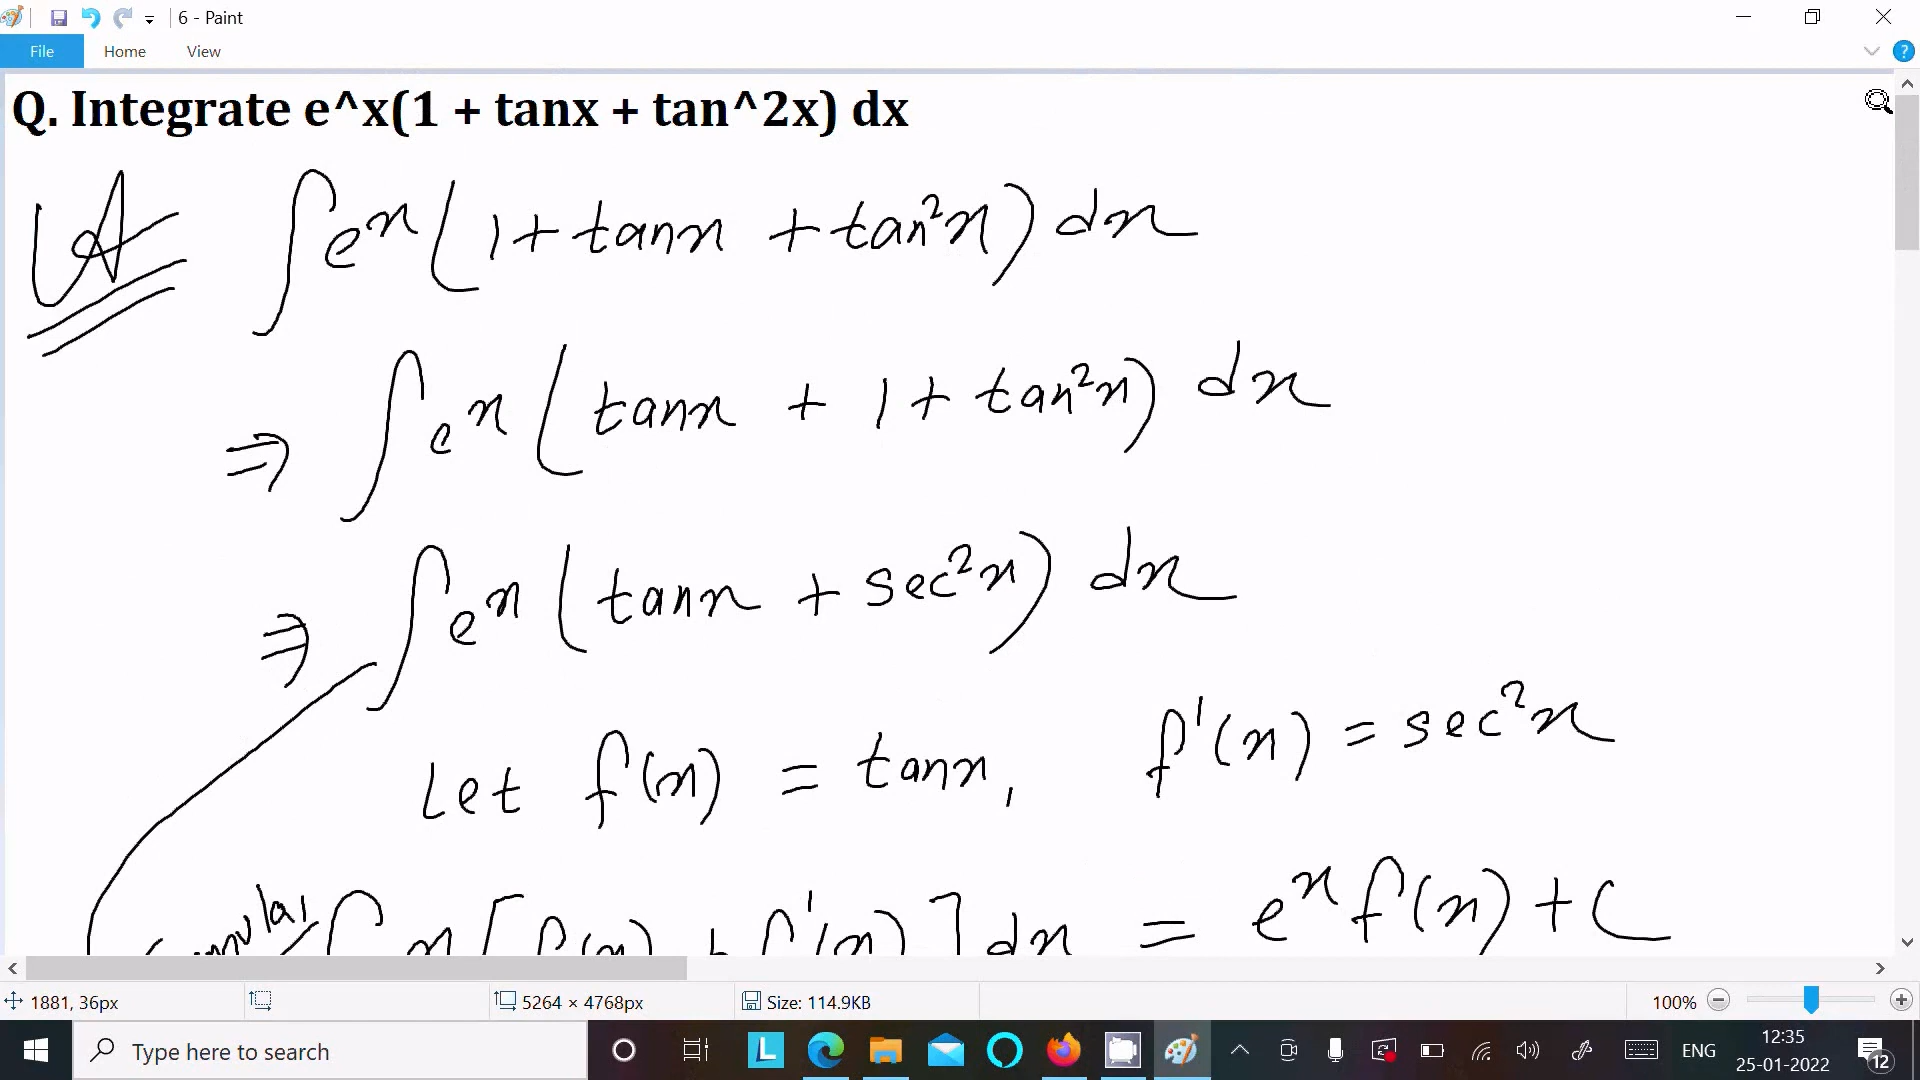 6 - Paint
File Home View
Q. Integrate e^x(1 + tanx + tan^2x) dx
∫e^x(1 + tanx + tan²x) dx
⇒ ∫e^x(tanx + 1 + tan²x) dx
⇒ ∫e^x(tanx + sec²x) dx
Let f(x) = tanx, f'(x) = sec²x
[f(x) + f'(x)] dx = e^x f(x) + C
1881, 36px 5264 × 4768px Size: 114.9KB 100%
Type here to search
L
ENG
12:35
25-01-2022
12